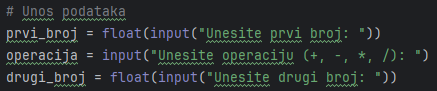 # Unos podataka
prvi_broj = float(input("Unesite prvi broj: "))
operacija = input("Unesite operaciju (+, -, *, /): ")
drugi_broj = float(input("Unesite drugi broj: "))